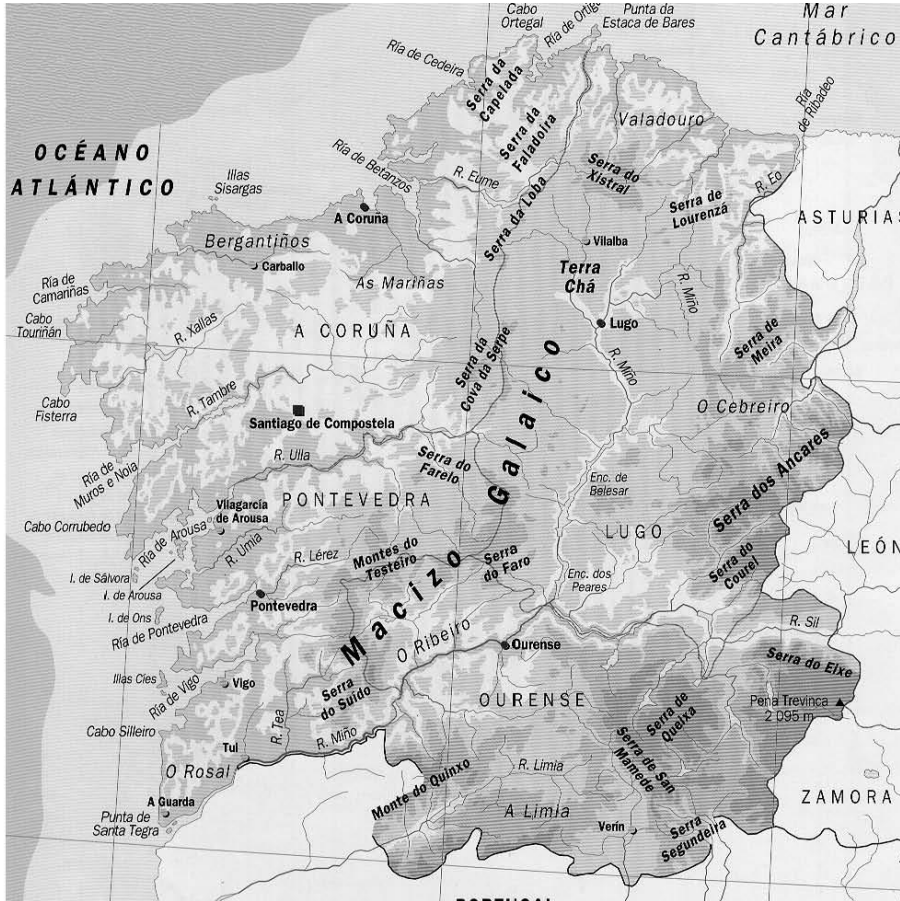 Cabo
Ortegal
Ría de Ortigueira
Punta da
Estaca de Bares
Mar
Cantábrico
Ría de Cedeira
Serra da
Capelada
Serra da
Faladoira
Valadouro
Ría
de Ribadeo
OCÉANO
ATLÁNTICO
Ría de Betanzos
R. Eume
Serra do
Xistral
R. Eo
Illas
Sisargas
A Coruña
Serra da Loba
Serra de
Lourenzá
ASTURIAS
Bergantiños
Carballo
Vilalba
As Mariñas
Terra
Chá
R. Miño
Ría de
Camariñas
Cabo
Touriñán
R. Xallas
A CORUÑA
Lugo
Serra da
Cova da Serpe
R. Miño
Serra de
Meira
Cabo
Fisterra
R. Tambre
Santiago de Compostela
O Cebreiro
Macizo Galaico
Ría de
Muros e Noia
R. Ulla
Serra do
Farelo
Enc. de
Belesar
Serra dos Ancares
Vilagarcía
de Arousa
PONTEVEDRA
Cabo Corrubedo
Ría de Arousa
R. Umia
LUGO
LEÓN
R. Lérez
Montes do
Testeiro
Serra
do Faro
Serra do
Courel
I. de Sálvora
I. de Arousa
Enc. dos
Peares
I. de Ons
Pontevedra
Ría de Pontevedra
O Ribeiro
R. Sil
Ourense
Serra do Eixe
Illas Cíes
Ría de Vigo
Vigo
Serra
do Suído
OURENSE
Serra de
Queixa
Pena Trevinca
2 095 m
Cabo Silleiro
R. Tea
R. Miño
Tui
Serra de San
Mamede
O Rosal
Monte do Quinxo
R. Limia
A Guarda
A Limia
ZAMORA
Punta de
Santa Tegra
Verín
Serra
Segundeira
PORTUGAL